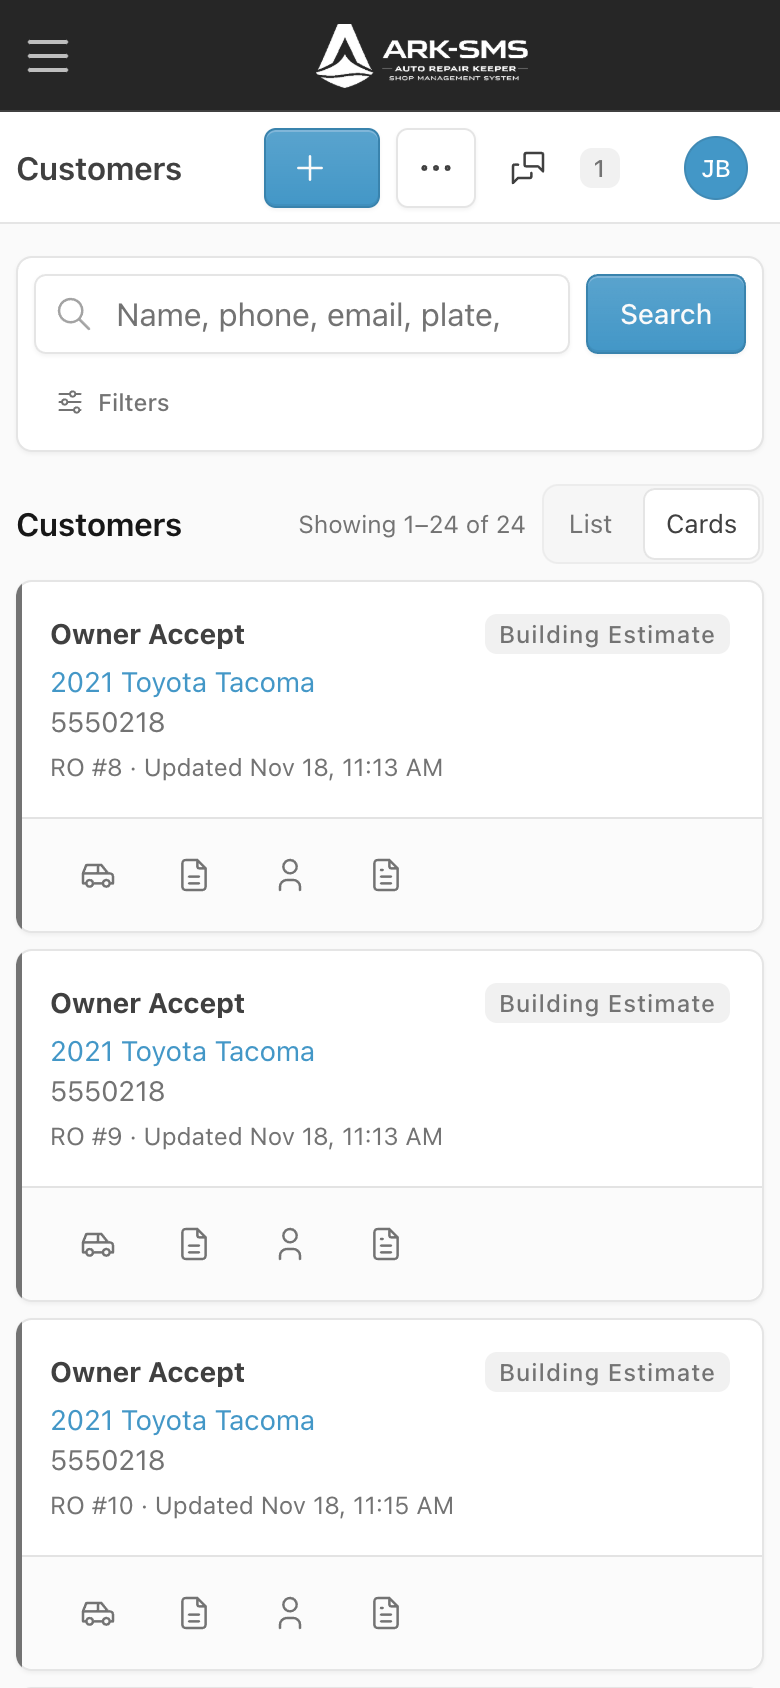 ARK-SMS
AUTO REPAIR KEEPER
SHOP MANAGEMENT SYSTEM
Customers
1
JB
Name, phone, email, plate,
Search
Filters
Customers
Showing 1–24 of 24
List
Cards
Owner Accept
Building Estimate
2021 Toyota Tacoma
5550218
RO #8 · Updated Nov 18, 11:13 AM
Owner Accept
Building Estimate
2021 Toyota Tacoma
5550218
RO #9 · Updated Nov 18, 11:13 AM
Owner Accept
Building Estimate
2021 Toyota Tacoma
5550218
RO #10 · Updated Nov 18, 11:15 AM